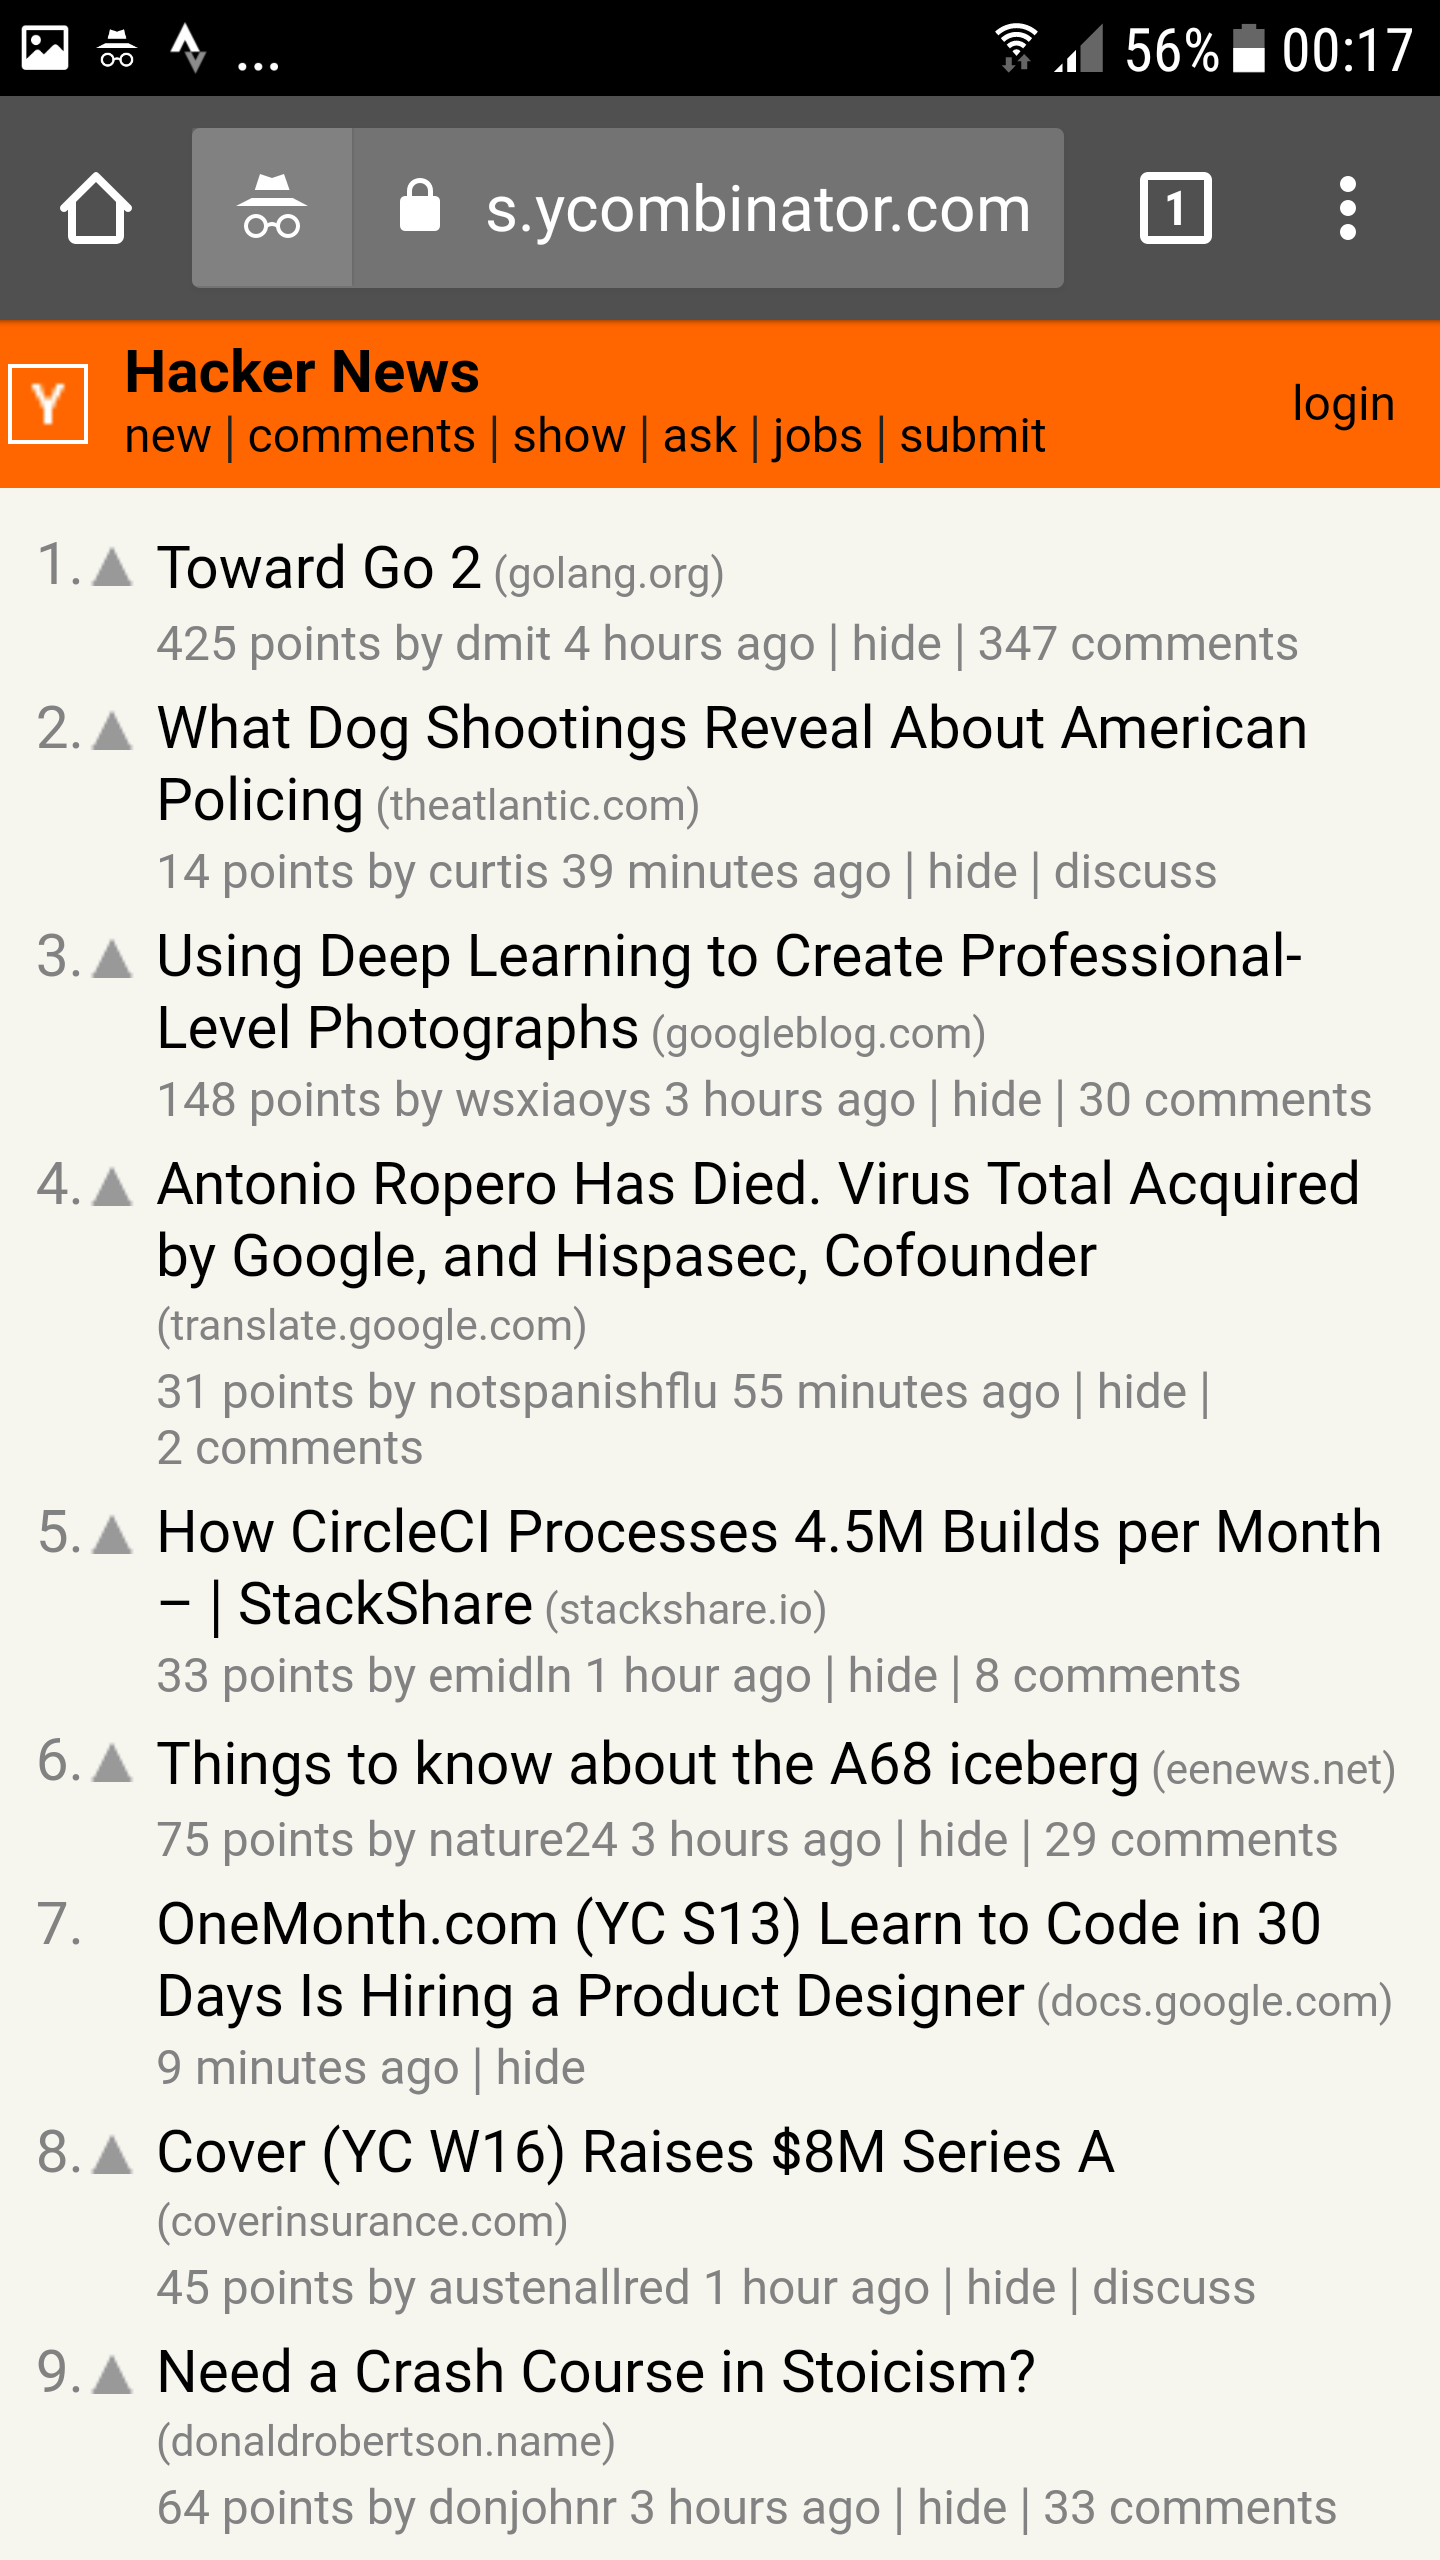 ... 56% 00:17
s.ycombinator.com 1
Y
Hacker News
new | comments | show | ask | jobs | submit
login
1. Toward Go 2 (golang.org)
425 points by dmit 4 hours ago | hide | 347 comments
2. What Dog Shootings Reveal About American
Policing (theatlantic.com)
14 points by curtis 39 minutes ago | hide | discuss
3. Using Deep Learning to Create Professional-
Level Photographs (googleblog.com)
148 points by wsxiaoys 3 hours ago | hide | 30 comments
4. Antonio Ropero Has Died. Virus Total Acquired
by Google, and Hispasec, Cofounder
(translate.google.com)
31 points by notspanishflu 55 minutes ago | hide |
2 comments
5. How CircleCI Processes 4.5M Builds per Month
– | StackShare (stackshare.io)
33 points by emidln 1 hour ago | hide | 8 comments
6. Things to know about the A68 iceberg (eenews.net)
75 points by nature24 3 hours ago | hide | 29 comments
7. OneMonth.com (YC S13) Learn to Code in 30
Days Is Hiring a Product Designer (docs.google.com)
9 minutes ago | hide
8. Cover (YC W16) Raises $8M Series A
(coverinsurance.com)
45 points by austenallred 1 hour ago | hide | discuss
9. Need a Crash Course in Stoicism?
(donaldrobertson.name)
64 points by donjohnr 3 hours ago | hide | 33 comments